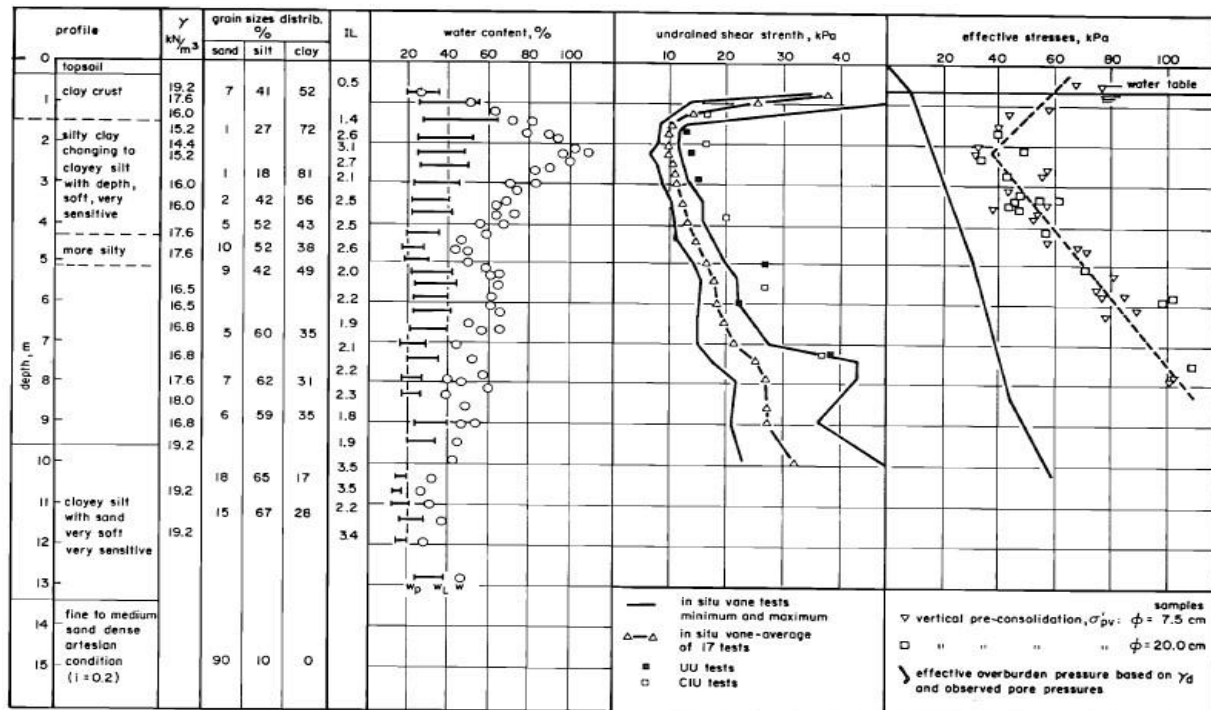 profile
γ
kN/m³
grain sizes distrib.
%
sand silt clay
IL
water content, %
20 40 60 80 100
undrained shear strenth, kPa
10 20 30 40
effective stresses, kPa
0 20 40 60 80 100
depth, m
0
1
2
3
4
5
6
7
8
9
10
11
12
13
14
15
topsoil
clay crust
silty clay
changing to
clayey silt
with depth,
soft, very
sensitive
more silty
clayey silt
with sand
very soft
very sensitive
fine to medium
sand dense
artesian
condition
(i = 0.2)
19.2
17.6
16.0
15.2
14.4
15.2
16.0
16.0
17.6
17.6
16.5
16.5
16.8
16.8
17.6
18.0
16.8
19.2
19.2
19.2
7 41 52
1 27 72
1 18 81
2 42 56
5 52 43
10 52 38
9 42 49
5 60 35
7 62 31
6 59 35
18 65 17
15 67 28
90 10 0
0.5
1.4
2.6
3.1
2.7
2.1
2.5
2.5
2.6
2.0
2.2
1.9
2.1
2.2
2.3
1.8
1.9
3.5
3.5
2.2
3.4
wp wL w
water table
in situ vane tests
minimum and maximum
in situ vane-average
of 17 tests
UU tests
CIU tests
samples
vertical pre-consolidation, σ'pv: ϕ = 7.5 cm
" " " " ϕ = 20.0 cm
effective overburden pressure based on γd
and observed pore pressures